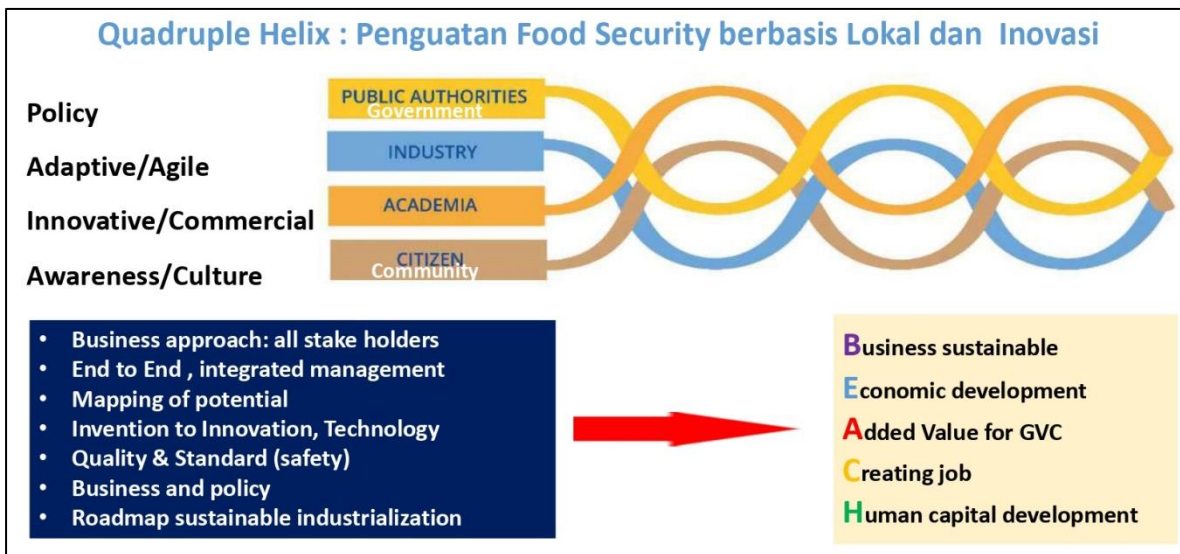 Quadruple Helix : Penguatan Food Security berbasis Lokal dan Inovasi
Policy
Adaptive/Agile
Innovative/Commercial
Awareness/Culture
PUBLIC AUTHORITIES
Government
INDUSTRY
ACADEMIA
CITIZEN
Community
• Business approach: all stake holders
• End to End , integrated management
• Mapping of potential
• Invention to Innovation, Technology
• Quality & Standard (safety)
• Business and policy
• Roadmap sustainable industrialization
Business sustainable
Economic development
Added Value for GVC
Creating job
Human capital development